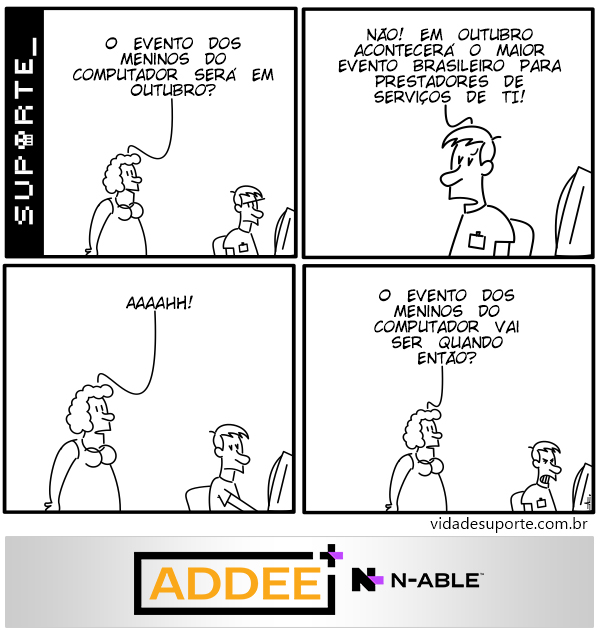 SUPORTE_
O EVENTO DOS
MENINOS DO
COMPUTADOR SERÁ EM
OUTUBRO?
NÃO! EM OUTUBRO
ACONTECERÁ O MAIOR
EVENTO BRASILEIRO PARA
PRESTADORES DE
SERVIÇOS DE TI!
AAAAHH!
O EVENTO DOS
MENINOS DO
COMPUTADOR VAI
SER QUANDO
ENTÃO?
vidadesuporte.com.br
ADDEE+
N-ABLE™